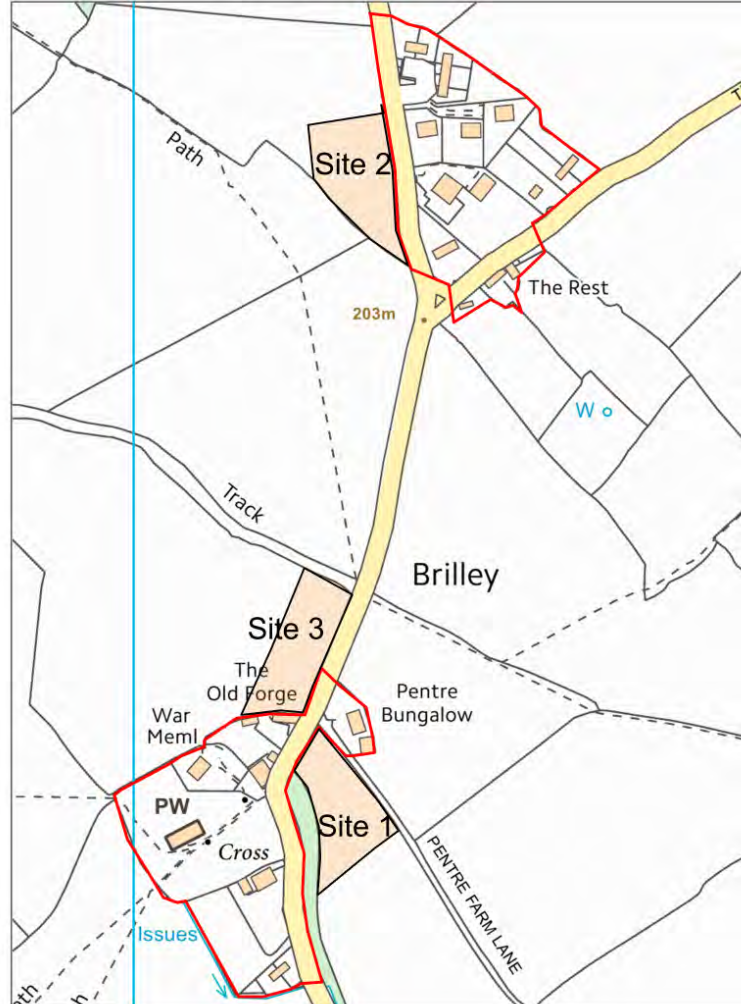 Path
Site 2
The Rest
203m
W
Track
Brilley
Site 3
The
Old Forge
Pentre
Bungalow
War
Meml
PW
Site 1
Cross
PENTRE FARM LANE
Issues